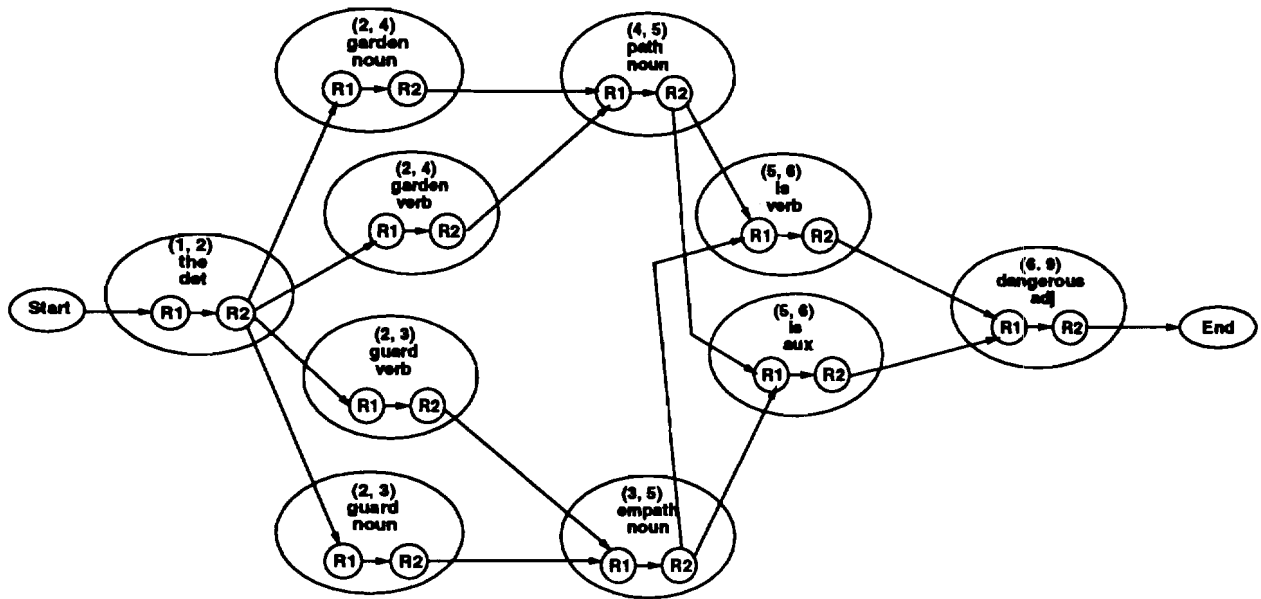 (2, 4)
garden
noun
R1 R2
(4, 5)
path
noun
R1 R2
(2, 4)
garden
verb
R1 R2
(5, 6)
is
verb
R1 R2
(1, 2)
the
det
Start
R1 R2
(6, 9)
dangerous
adj
R1 R2
End
(2, 3)
guard
verb
R1 R2
(5, 6)
is
aux
R1 R2
(2, 3)
guard
noun
R1 R2
(3, 5)
empath
noun
R1 R2